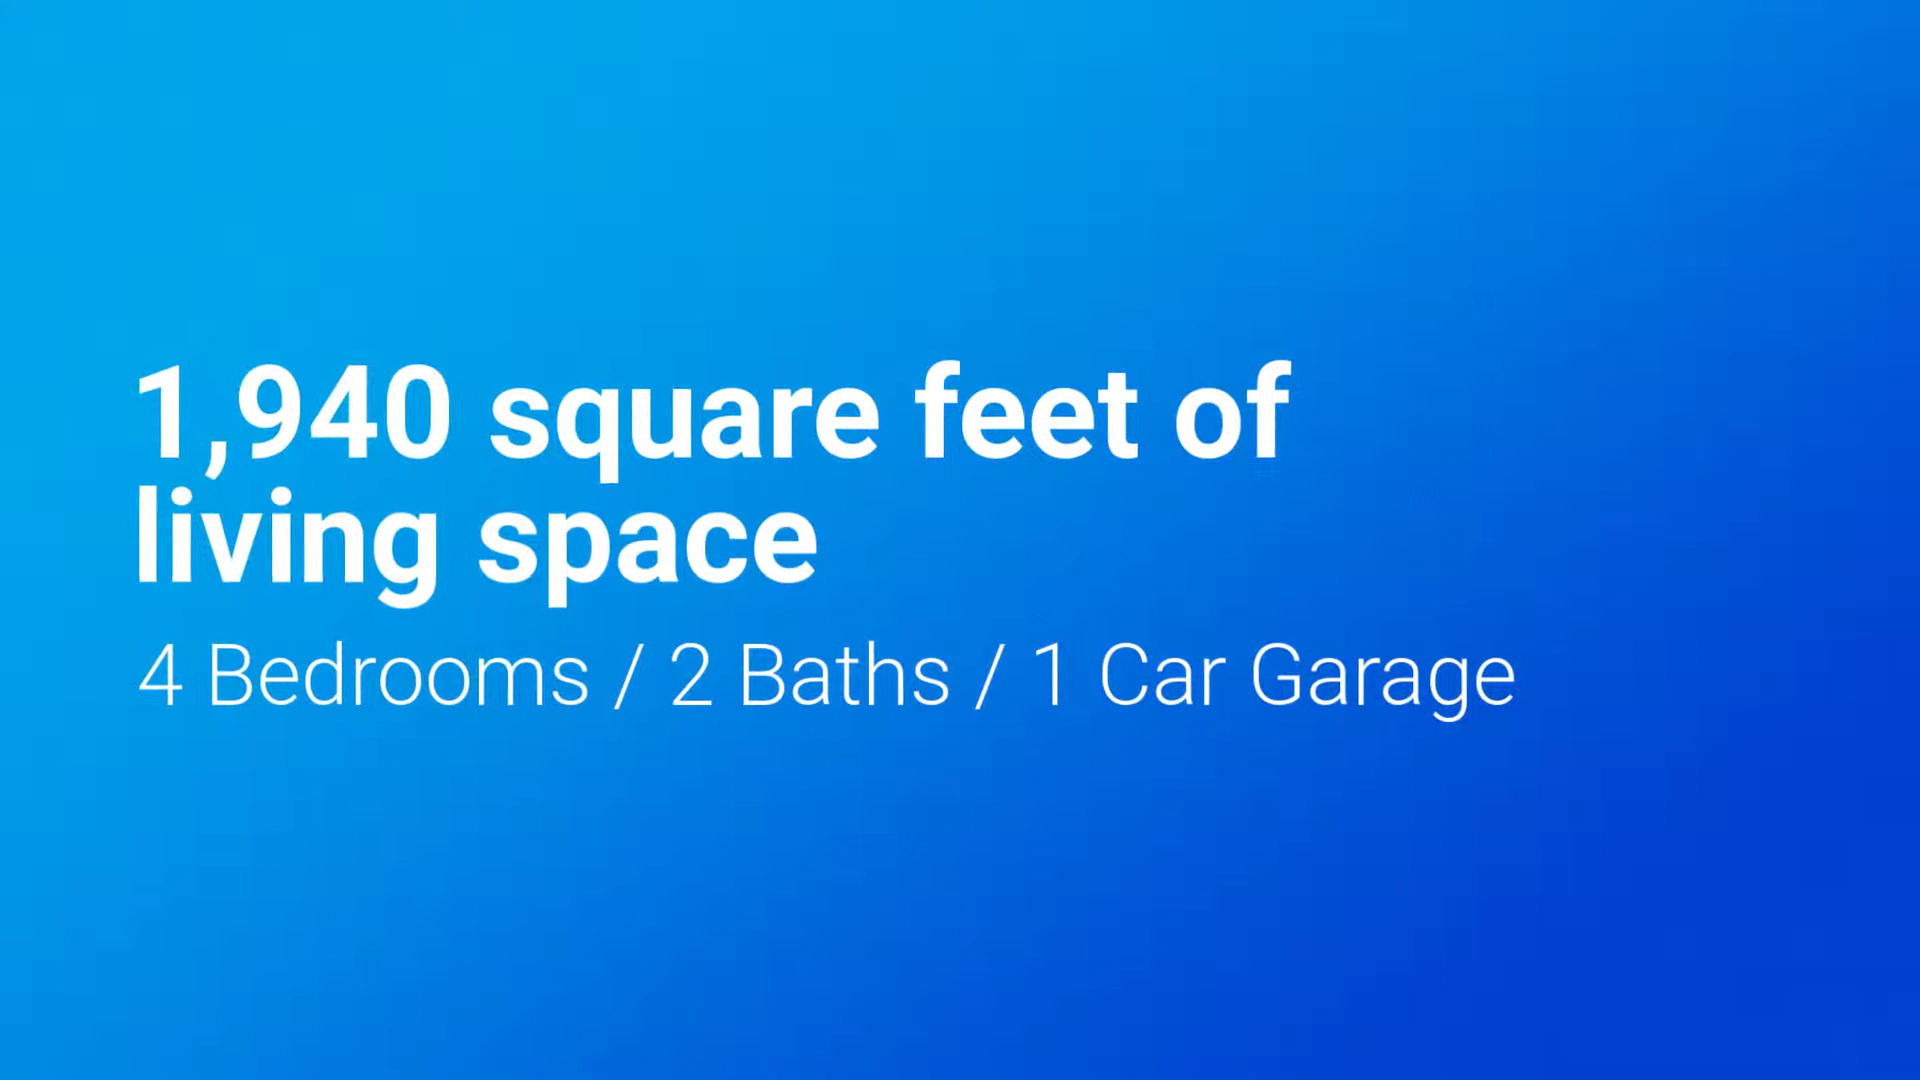 1,940 square feet of
living space
4 Bedrooms / 2 Baths / 1 Car Garage